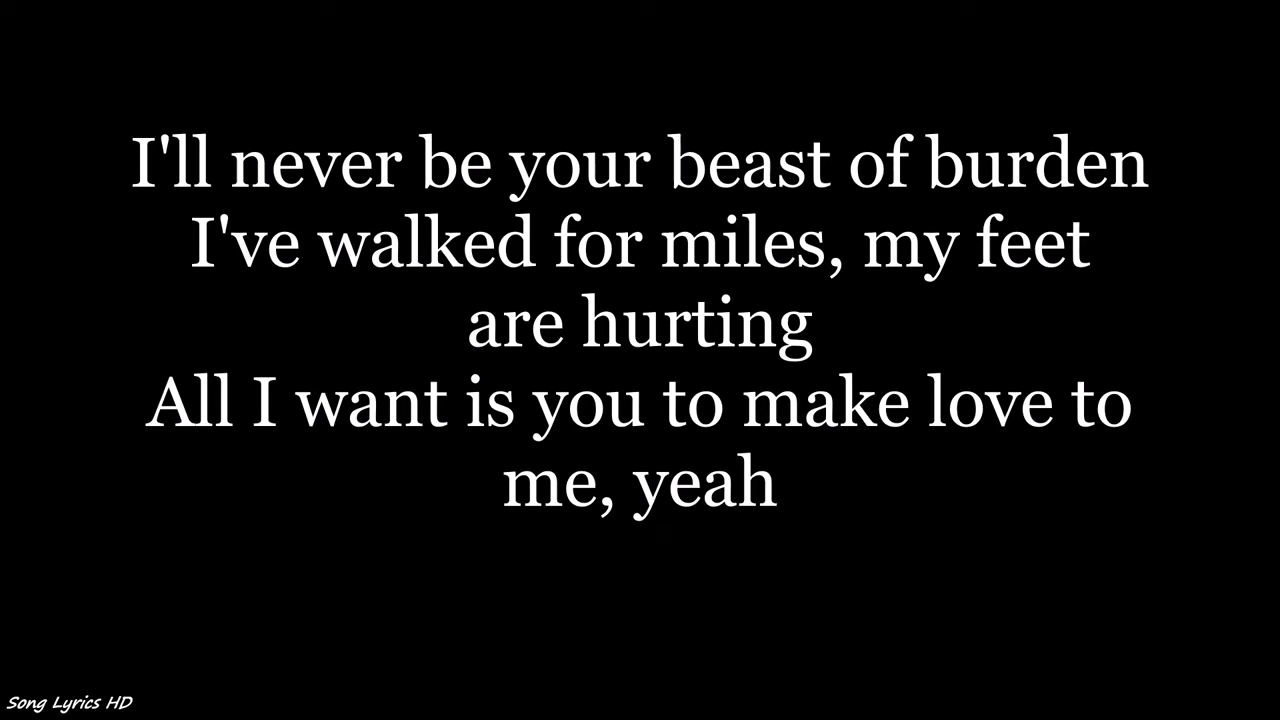 I'll never be your beast of burden
I've walked for miles, my feet
are hurting
All I want is you to make love to
me, yeah
Song Lyrics HD